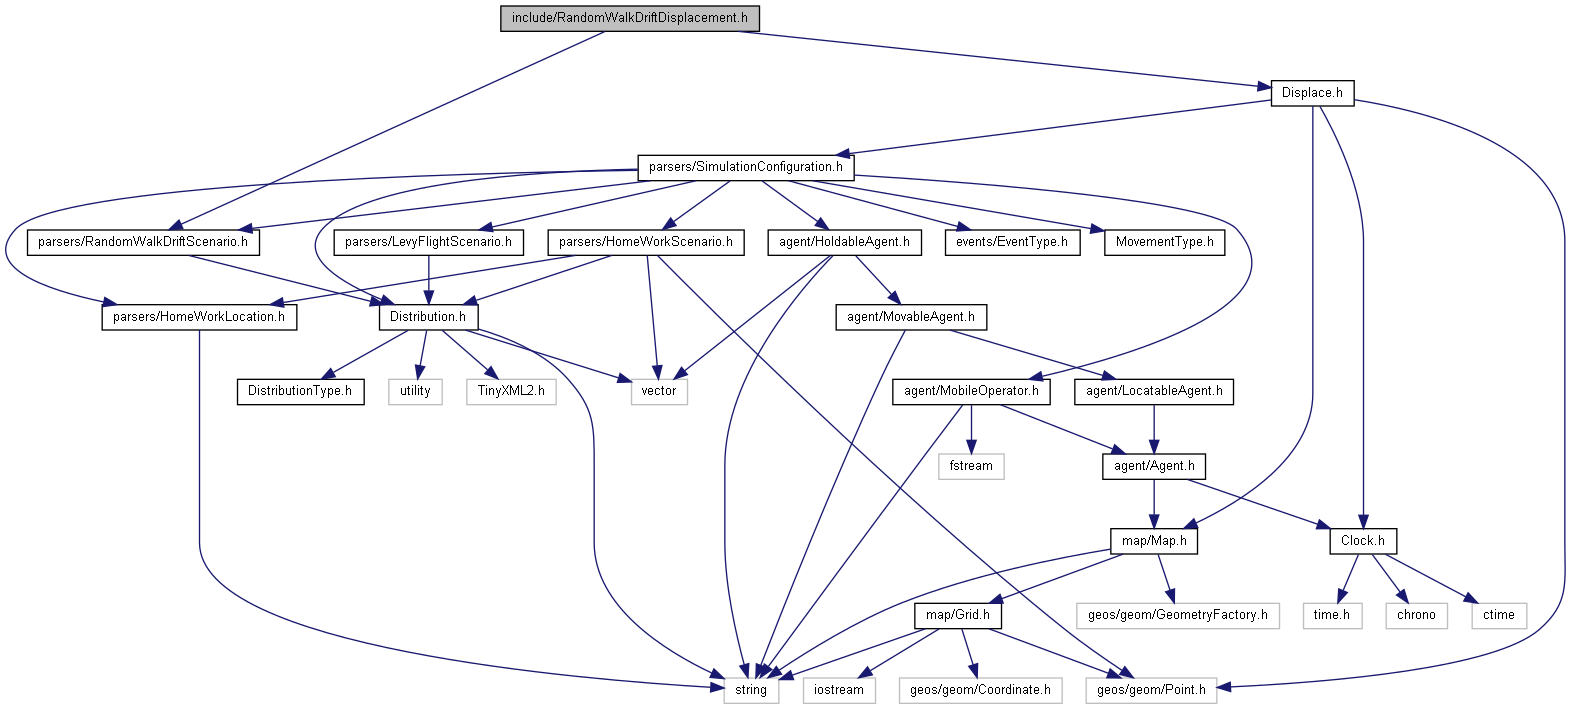 include/RandomWalkDriftDisplacement.h
Displace.h
parsers/SimulationConfiguration.h
parsers/RandomWalkDriftScenario.h
parsers/LevyFlightScenario.h
parsers/HomeWorkScenario.h
agent/HoldableAgent.h
events/EventType.h
MovementType.h
parsers/HomeWorkLocation.h
Distribution.h
agent/MovableAgent.h
DistributionType.h
utility
TinyXML2.h
vector
agent/MobileOperator.h
agent/LocatableAgent.h
fstream
agent/Agent.h
map/Map.h
Clock.h
map/Grid.h
geos/geom/GeometryFactory.h
time.h
chrono
ctime
string
iostream
geos/geom/Coordinate.h
geos/geom/Point.h